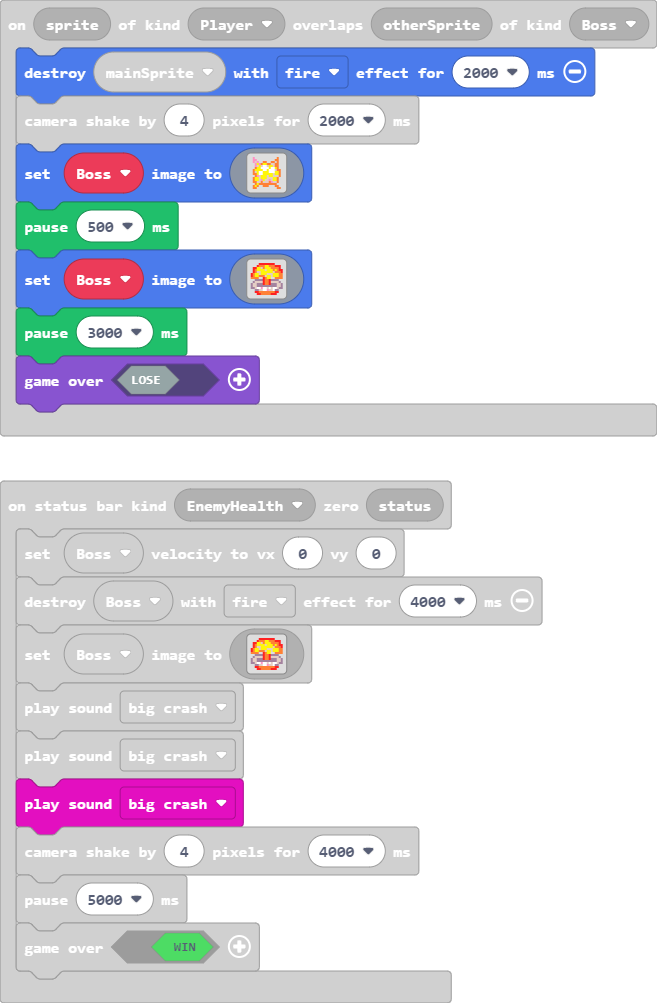 on sprite of kind Player overlaps otherSprite of kind Boss
destroy mainSprite with fire effect for 2000 ms
camera shake by 4 pixels for 2000 ms
set Boss image to
pause 500 ms
set Boss image to
pause 3000 ms
game over LOSE
on status bar kind EnemyHealth zero status
set Boss velocity to vx 0 vy 0
destroy Boss with fire effect for 4000 ms
set Boss image to
play sound big crash
play sound big crash
play sound big crash
camera shake by 4 pixels for 4000 ms
pause 5000 ms
game over WIN